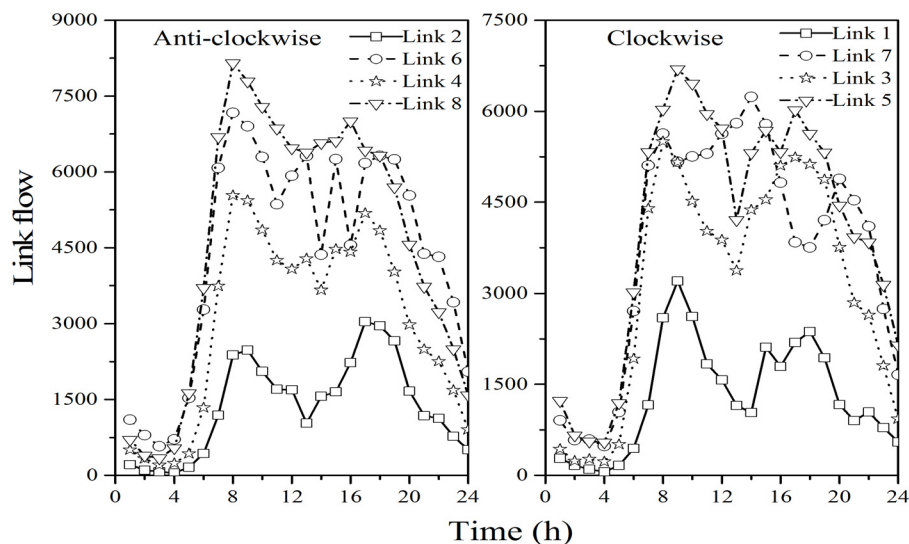 Anti-clockwise
Link 2
Link 6
Link 4
Link 8
9000
7500
6000
4500
3000
1500
0
0 4 8 12 16 20 24
Link flow
Clockwise
Link 1
Link 7
Link 3
Link 5
7500
6000
4500
3000
1500
0
0 4 8 12 16 20 24
Time (h)